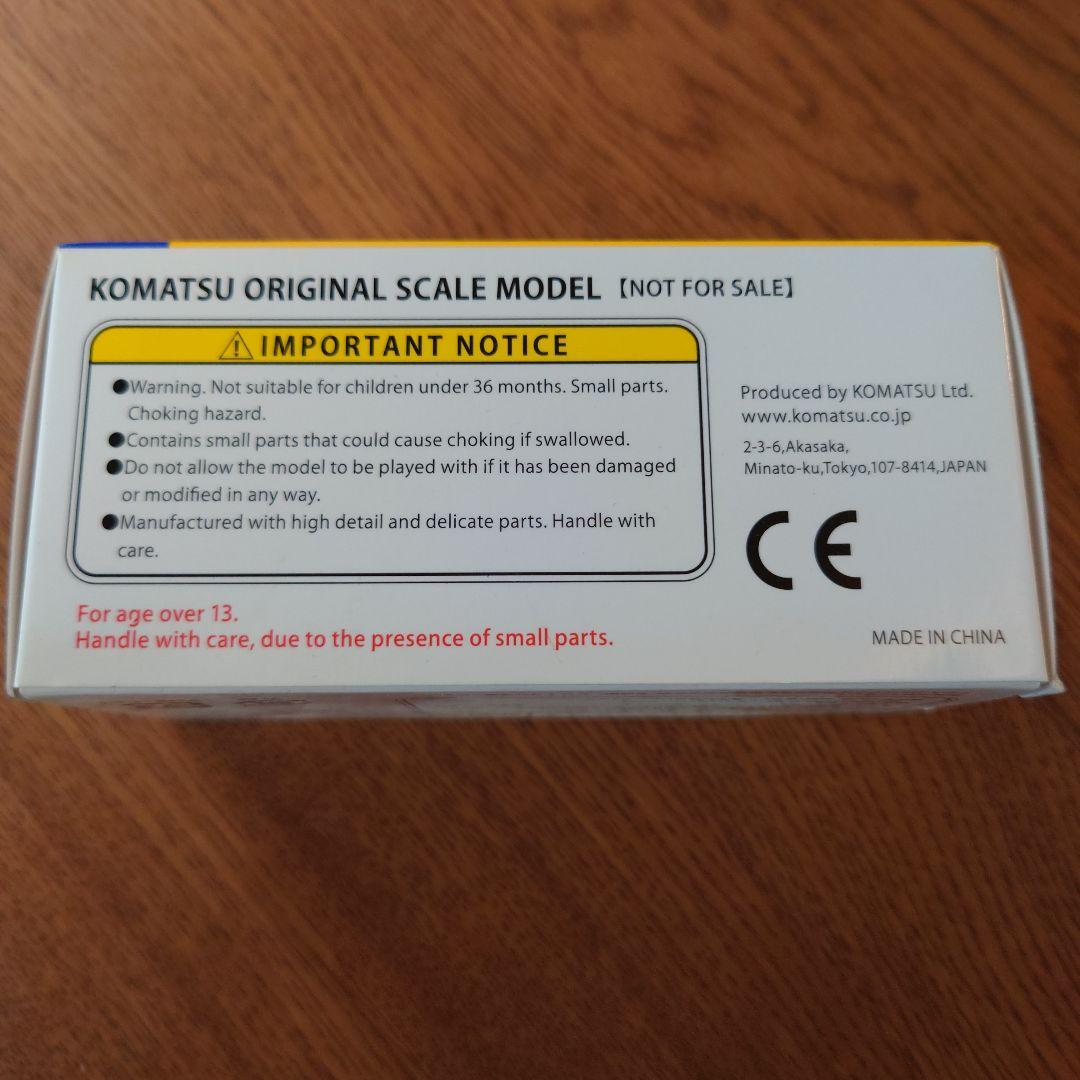 KOMATSU ORIGINAL SCALE MODEL 【NOT FOR SALE】
IMPORTANT NOTICE
●Warning. Not suitable for children under 36 months. Small parts.
Choking hazard.
●Contains small parts that could cause choking if swallowed.
●Do not allow the model to be played with if it has been damaged
or modified in any way.
●Manufactured with high detail and delicate parts. Handle with
care.
For age over 13.
Handle with care, due to the presence of small parts.
Produced by KOMATSU Ltd.
www.komatsu.co.jp
2-3-6,Akasaka,
Minato-ku,Tokyo,107-8414,JAPAN
CE
MADE IN CHINA